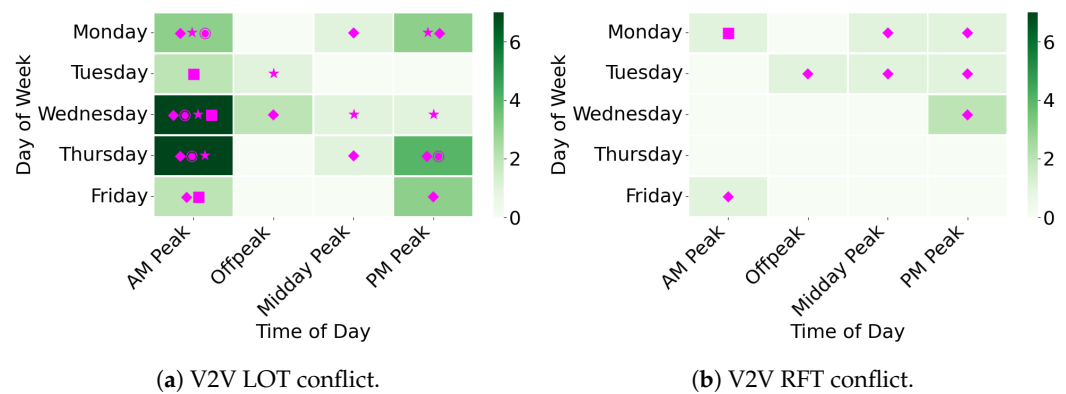 Day of Week
Monday
Tuesday
Wednesday
Thursday
Friday
AM Peak
Offpeak
Midday Peak
PM Peak
Time of Day
6
4
2
0
(a) V2V LOT conflict.
Day of Week
Monday
Tuesday
Wednesday
Thursday
Friday
AM Peak
Offpeak
Midday Peak
PM Peak
Time of Day
6
4
2
0
(b) V2V RFT conflict.